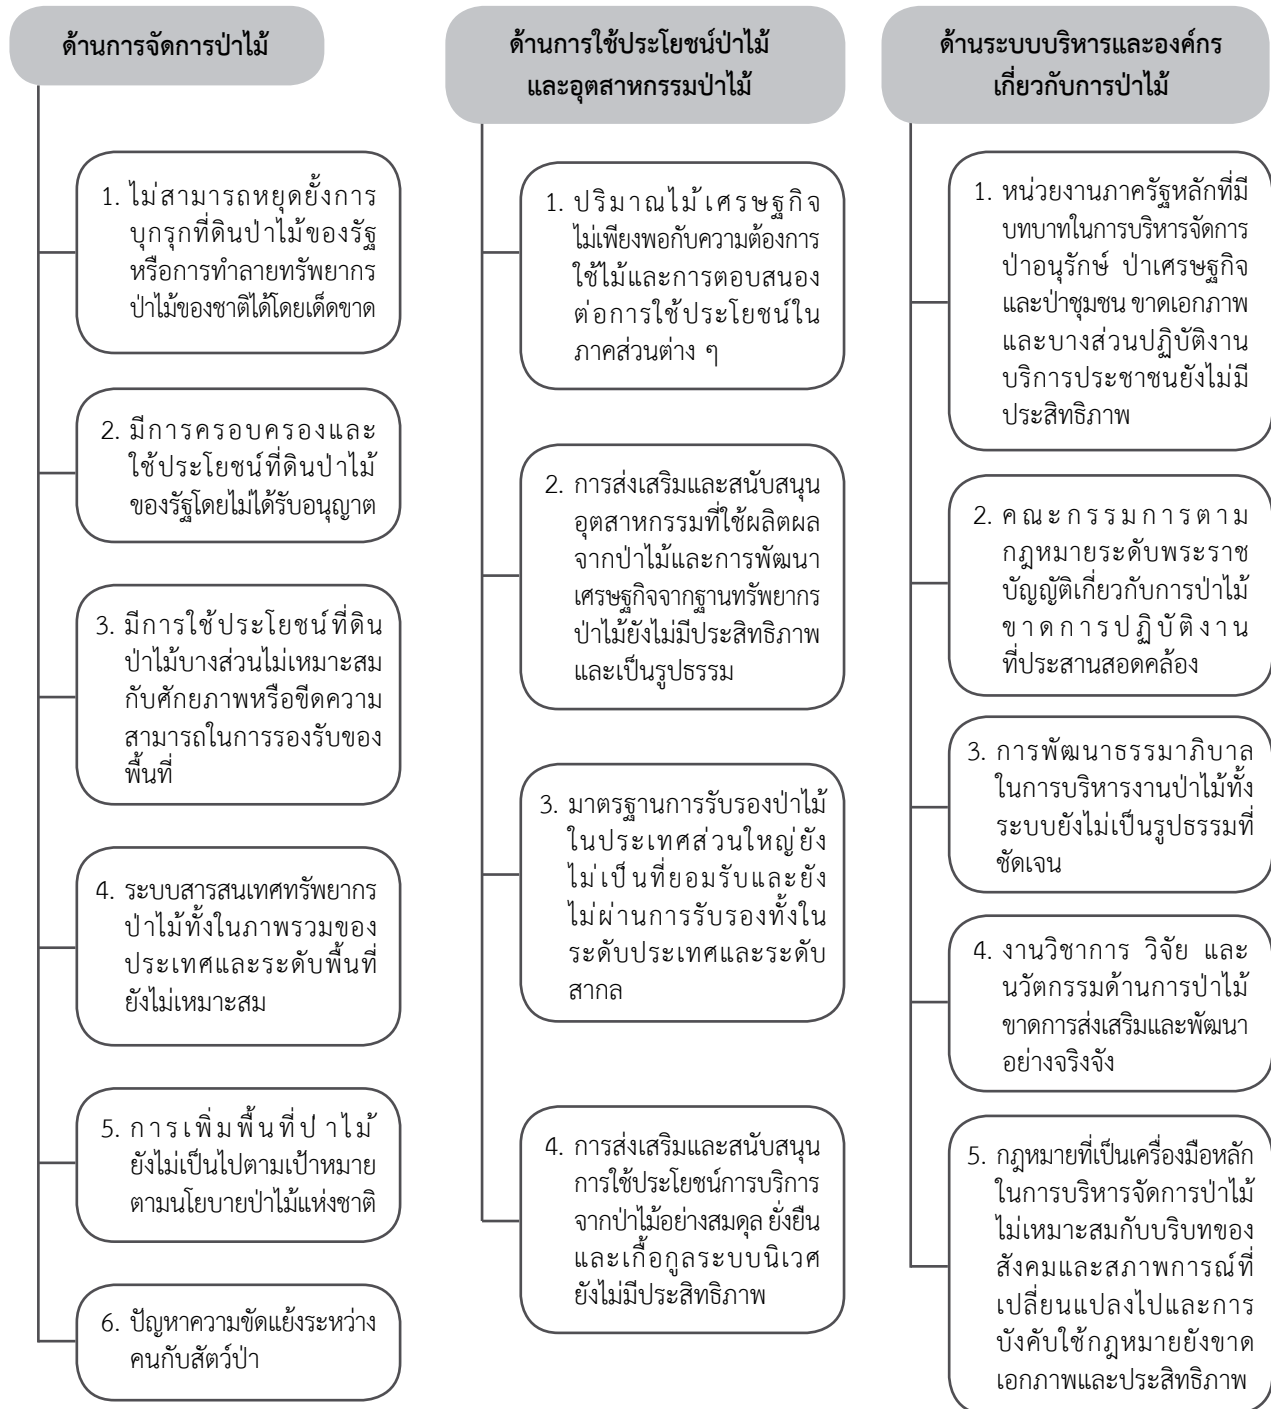 ด้านการจัดการป่าไม้
1. ไม่สามารถหยุดยั้งการ
บุกรุกที่ดินป่าไม้ของรัฐ
หรือการทำลายทรัพยากร
ป่าไม้ของชาติได้โดยเด็ดขาด
2. มีการครอบครองและ
ใช้ประโยชน์ที่ดินป่าไม้
ของรัฐโดยไม่ได้รับอนุญาต
3. มีการใช้ประโยชน์ที่ดิน
ป่าไม้บางส่วนไม่เหมาะสม
กับศักยภาพหรือขีดความ
สามารถในการรองรับของ
พื้นที่
4. ระบบสารสนเทศทรัพยากร
ป่าไม้ทั้งในภาพรวมของ
ประเทศและระดับพื้นที่
ยังไม่เหมาะสม
5. การเพิ่มพื้นที่ป่าไม้
ยังไม่เป็นไปตามเป้าหมาย
ตามนโยบายป่าไม้แห่งชาติ
6. ปัญหาความขัดแย้งระหว่าง
คนกับสัตว์ป่า
ด้านการใช้ประโยชน์ป่าไม้
และอุตสาหกรรมป่าไม้
1. ปริมาณไม้เศรษฐกิจ
ไม่เพียงพอกับความต้องการ
ใช้ไม้และการตอบสนอง
ต่อการใช้ประโยชน์ใน
ภาคส่วนต่าง ๆ
2. การส่งเสริมและสนับสนุน
อุตสาหกรรมที่ใช้ผลิตผล
จากป่าไม้และการพัฒนา
เศรษฐกิจจากฐานทรัพยากร
ป่าไม้ยังไม่มีประสิทธิภาพ
และเป็นรูปธรรม
3. มาตรฐานการรับรองป่าไม้
ในประเทศส่วนใหญ่ยัง
ไม่เป็นที่ยอมรับและยัง
ไม่ผ่านการรับรองทั้งใน
ระดับประเทศและระดับ
สากล
4. การส่งเสริมและสนับสนุน
การใช้ประโยชน์การบริการ
จากป่าไม้อย่างสมดุล ยั่งยืน
และเกื้อกูลระบบนิเวศ
ยังไม่มีประสิทธิภาพ
ด้านระบบบริหารและองค์กร
เกี่ยวกับการป่าไม้
1. หน่วยงานภาครัฐหลักที่มี
บทบาทในการบริหารจัดการ
ป่าอนุรักษ์ ป่าเศรษฐกิจ
และป่าชุมชน ขาดเอกภาพ
และบางส่วนปฏิบัติงาน
บริการประชาชนยังไม่มี
ประสิทธิภาพ
2. คณะกรรมการตาม
กฎหมายระดับพระราช
บัญญัติเกี่ยวกับการป่าไม้
ขาดการปฏิบัติงาน
ที่ประสานสอดคล้อง
3. การพัฒนาธรรมาภิบาล
ในการบริหารงานป่าไม้ทั้ง
ระบบยังไม่เป็นรูปธรรมที่
ชัดเจน
4. งานวิชาการ วิจัย และ
นวัตกรรมด้านการป่าไม้
ขาดการส่งเสริมและพัฒนา
อย่างจริงจัง
5. กฎหมายที่เป็นเครื่องมือหลัก
ในการบริหารจัดการป่าไม้
ไม่เหมาะสมกับบริบทของ
สังคมและสภาพการณ์ที่
เปลี่ยนแปลงไปและการ
บังคับใช้กฎหมายยังขาด
เอกภาพและประสิทธิภาพ